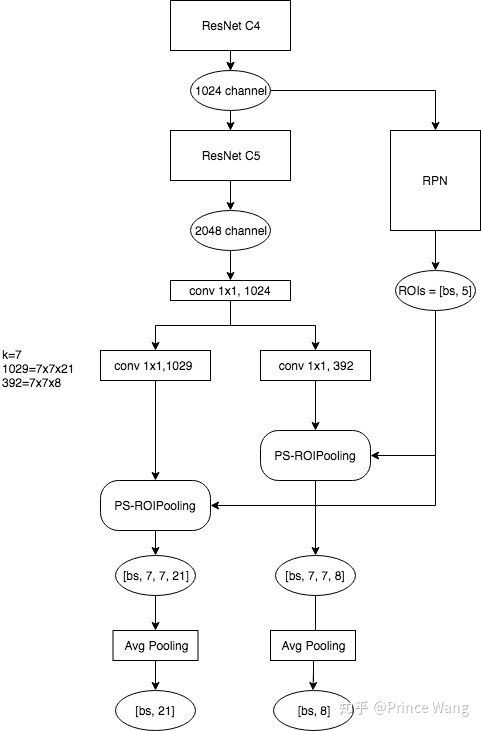 ResNet C4
1024 channel
ResNet C5
RPN
2048 channel
conv 1x1, 1024
ROIs = [bs, 5]
k=7
1029=7x7x21
392=7x7x8
conv 1x1,1029
conv 1x1, 392
PS-ROIPooling
PS-ROIPooling
[bs, 7, 7, 21]
[bs, 7, 7, 8]
Avg Pooling
Avg Pooling
[bs, 21]
[bs, 8]
知乎 @Prince Wang